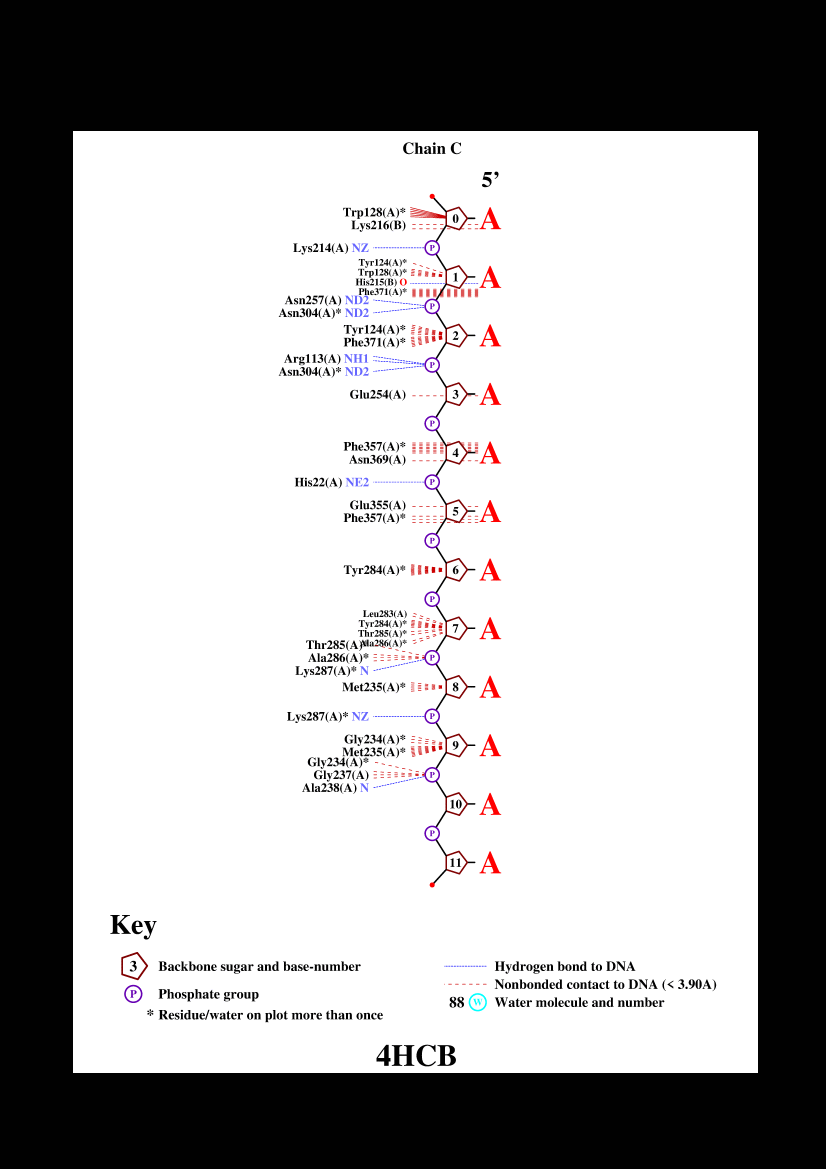 Chain C
5’
Trp128(A)* 0 A
Lys216(B)
Lys214(A) NZ P
Tyr124(A)*
Trp128(A)* 1 A
His215(B) O
Phe371(A)*
Asn257(A) ND2 P
Asn304(A)* ND2
Tyr124(A)* 2 A
Phe371(A)*
Arg113(A) NH1 P
Asn304(A)* ND2
Glu254(A) 3 A
P
Phe357(A)* 4 A
Asn369(A)
His22(A) NE2 P
Glu355(A) 5 A
Phe357(A)*
P
Tyr284(A)* 6 A
P
Leu283(A)
Tyr284(A)* 7 A
Thr285(A)*
Ala286(A)*
Thr285(A)*
Ala286(A)* P
Lys287(A)* N
Met235(A)* 8 A
Lys287(A)* NZ P
Gly234(A)* 9 A
Met235(A)*
Gly234(A)*
Gly237(A) P
Ala238(A) N
10 A
P
11 A
Key
3 Backbone sugar and base-number
P Phosphate group
* Residue/water on plot more than once
Hydrogen bond to DNA
Nonbonded contact to DNA (< 3.90A)
88 W Water molecule and number
4HCB